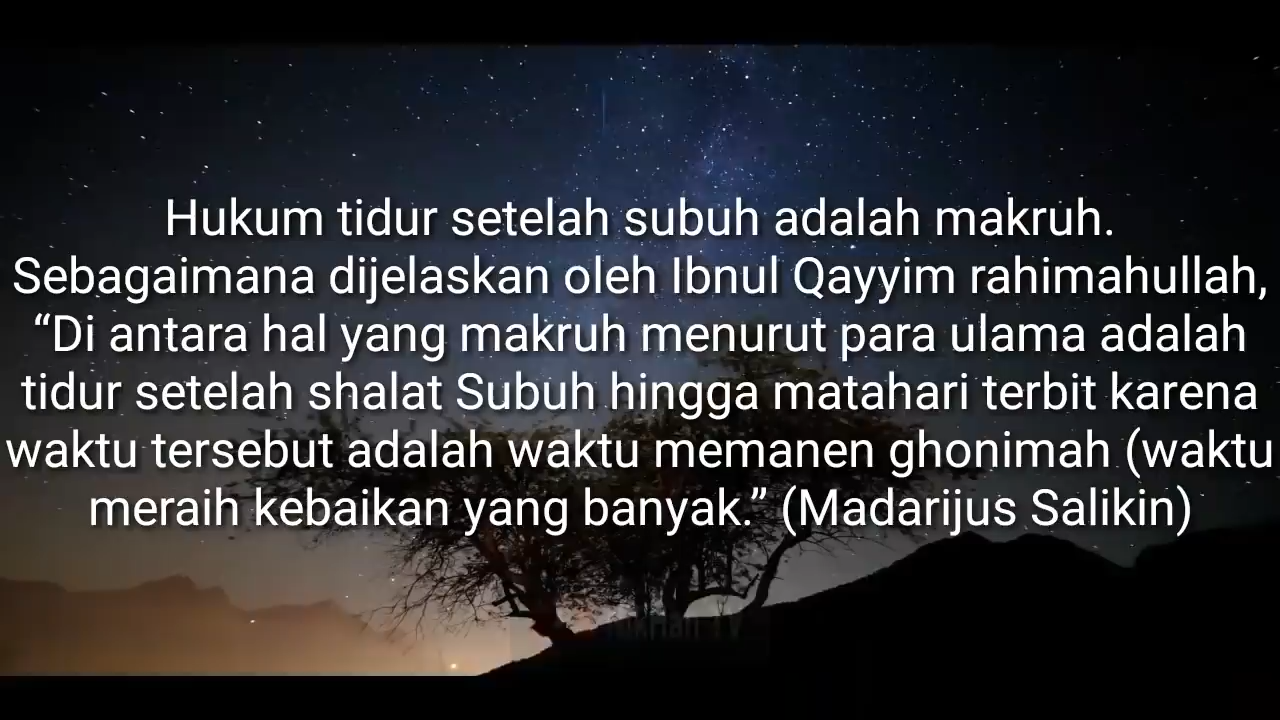 Hukum tidur setelah subuh adalah makruh.
Sebagaimana dijelaskan oleh Ibnul Qayyim rahimahullah,
“Di antara hal yang makruh menurut para ulama adalah
tidur setelah shalat Subuh hingga matahari terbit karena
waktu tersebut adalah waktu memanen ghonimah (waktu
meraih kebaikan yang banyak.” (Madarijus Salikin)